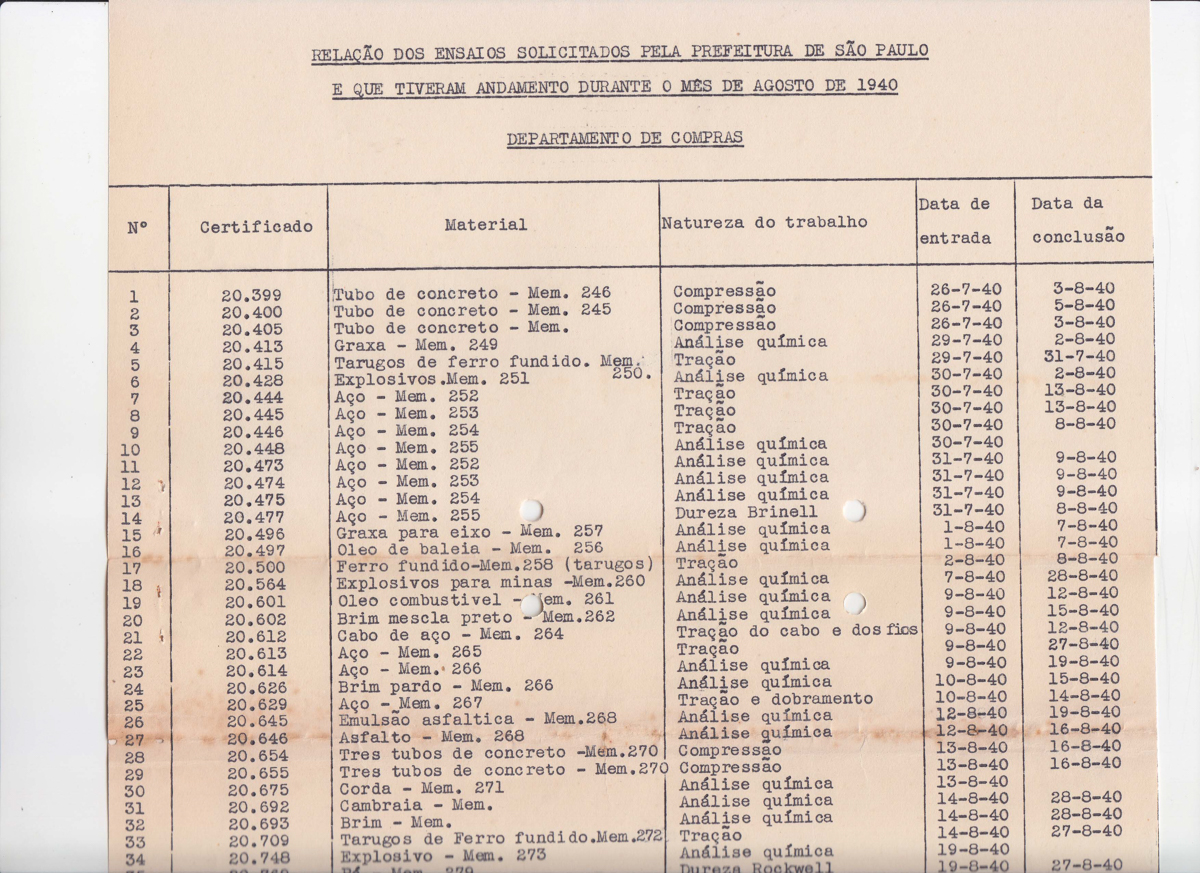 RELAÇÃO DOS ENSAIOS SOLICITADOS PELA PREFEITURA DE SÃO PAULO
E QUE TIVERAM ANDAMENTO DURANTE O MÊS DE AGOSTO DE 1940
DEPARTAMENTO DE COMPRAS
Nº Certificado Material Natureza do trabalho Data de entrada Data da conclusão
1 20.399 Tubo de concreto - Mem. 246 Compressão 26-7-40 3-8-40
2 20.400 Tubo de concreto - Mem. 245 Compressão 26-7-40 5-8-40
3 20.405 Tubo de concreto - Mem. Compressão 26-7-40 3-8-40
4 20.413 Graxa - Mem. 249 Análise química 29-7-40 2-8-40
5 20.415 Tarugos de ferro fundido. Mem. 250. Tração 29-7-40 31-7-40
6 20.428 Explosivos.Mem. 251 Análise química 30-7-40 2-8-40
7 20.444 Aço - Mem. 252 Tração 30-7-40 13-8-40
8 20.445 Aço - Mem. 253 Tração 30-7-40 13-8-40
9 20.446 Aço - Mem. 254 Tração 30-7-40 8-8-40
10 20.448 Aço - Mem. 255 Análise química 30-7-40
11 20.473 Aço - Mem. 252 Análise química 31-7-40 9-8-40
12 20.474 Aço - Mem. 253 Análise química 31-7-40 9-8-40
13 20.475 Aço - Mem. 254 Análise química 31-7-40 9-8-40
14 20.477 Aço - Mem. 255 Dureza Brinell 31-7-40 8-8-40
15 20.496 Graxa para eixo - Mem. 257 Análise química 1-8-40 7-8-40
16 20.497 Oleo de baleia - Mem. 256 Análise química 1-8-40 7-8-40
17 20.500 Ferro fundido-Mem.258 (tarugos) Tração 2-8-40 8-8-40
18 20.564 Explosivos para minas -Mem.260 Análise química 7-8-40 28-8-40
19 20.601 Oleo combustivel - Mem. 261 Análise química 9-8-40 12-8-40
20 20.602 Brim mescla preto - Mem.262 Análise química 9-8-40 15-8-40
21 20.612 Cabo de aço - Mem. 264 Tração do cabo e dos fios 9-8-40 12-8-40
22 20.613 Aço - Mem. 265 Tração 9-8-40 27-8-40
23 20.614 Aço - Mem. 266 Análise química 9-8-40 19-8-40
24 20.626 Brim pardo - Mem. 266 Análise química 10-8-40 15-8-40
25 20.629 Aço - Mem. 267 Tração e dobramento 10-8-40 14-8-40
26 20.645 Emulsão asfaltica - Mem.268 Análise química 12-8-40 19-8-40
27 20.646 Asfalto - Mem. 268 Análise química 12-8-40 16-8-40
28 20.654 Tres tubos de concreto -Mem.270 Compressão 13-8-40 16-8-40
29 20.655 Tres tubos de concreto - Mem.270 Compressão 13-8-40 16-8-40
30 20.675 Corda - Mem. 271 Análise química 13-8-40
31 20.692 Cambraia - Mem. Análise química 14-8-40 28-8-40
32 20.693 Brim - Mem. Análise química 14-8-40 28-8-40
33 20.709 Tarugos de Ferro fundido.Mem.272 Tração 14-8-40 27-8-40
34 20.748 Explosivo - Mem. 273 Análise química 19-8-40
Mem. 279 Dureza Rockwell 19-8-40 27-8-40